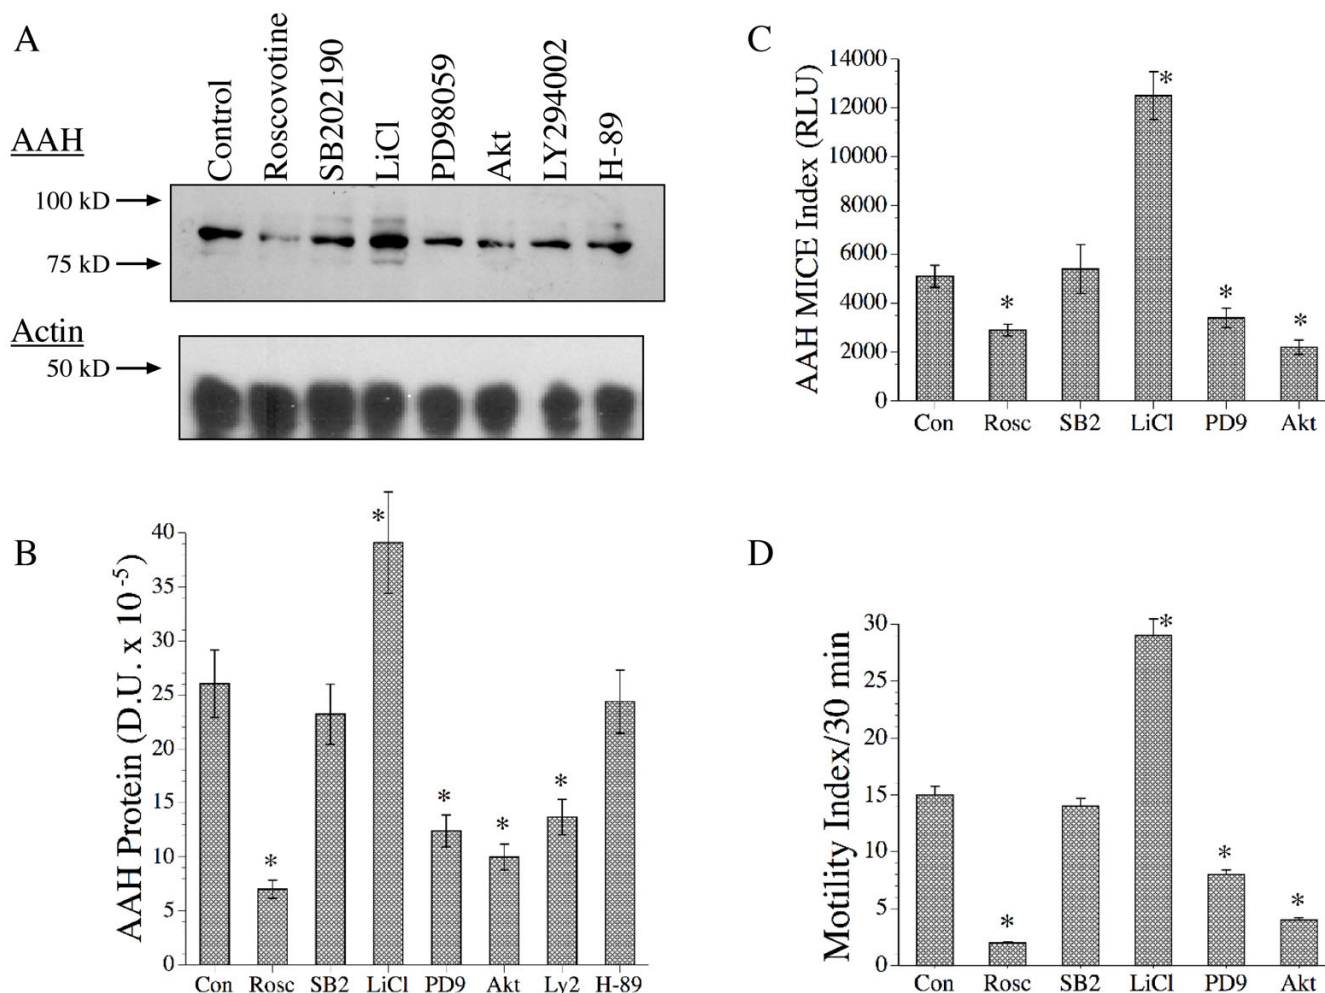 A
Control
Roscovotine
SB202190
LiCl
PD98059
Akt
LY294002
H-89
AAH
100 kD
75 kD
Actin
50 kD
B
AAH Protein (D.U. x 10-5)
40
35
30
25
20
15
10
5
0
Con Rosc SB2 LiCl PD9 Akt Ly2 H-89
* * * * *
C
AAH MICE Index (RLU)
14000
12000
10000
8000
6000
4000
2000
0
Con Rosc SB2 LiCl PD9 Akt
* * * *
D
Motility Index/30 min
30
25
20
15
10
5
0
Con Rosc SB2 LiCl PD9 Akt
* * * *